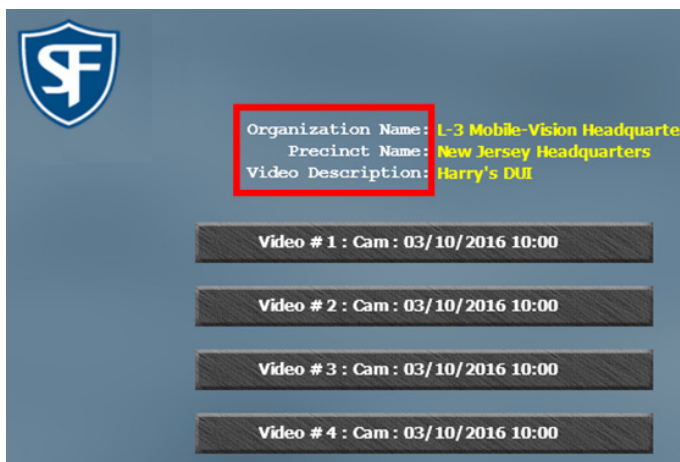 SF
Organization Name: L-3 Mobile-Vision Headquarte
Precinct Name: New Jersey Headquarters
Video Description: Harry's DUI
Video # 1 : Cam : 03/10/2016 10:00
Video # 2 : Cam : 03/10/2016 10:00
Video # 3 : Cam : 03/10/2016 10:00
Video # 4 : Cam : 03/10/2016 10:00